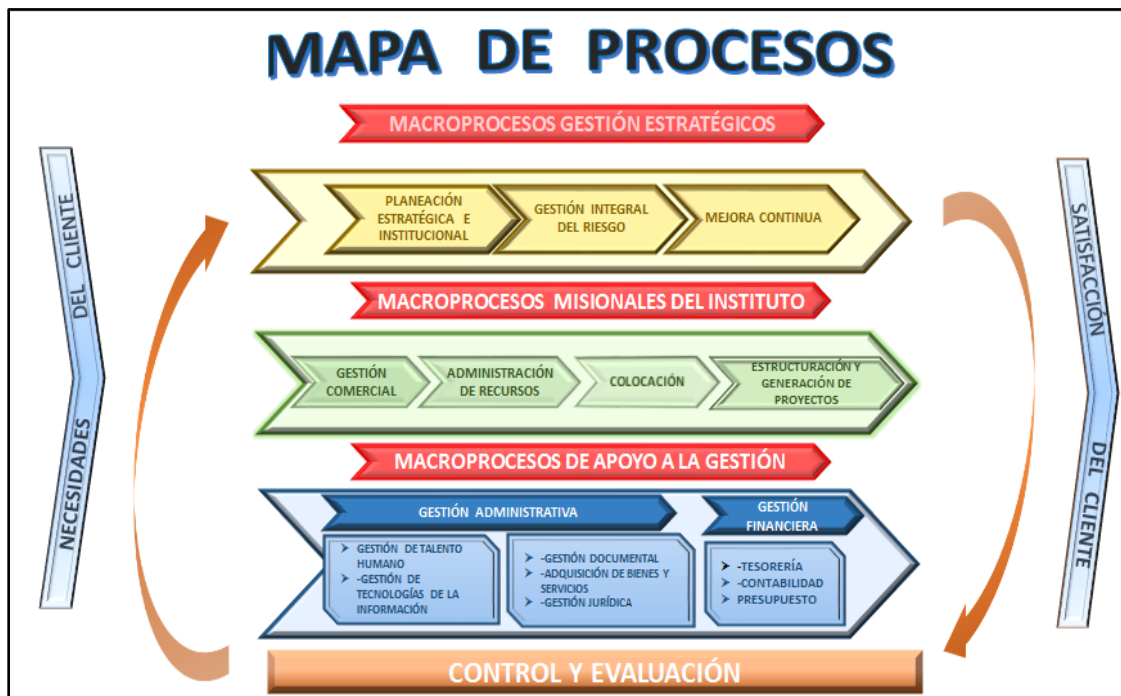 MAPA DE PROCESOS
MACROPROCESOS GESTIÓN ESTRATÉGICOS
NECESIDADES DEL CLIENTE
PLANEACIÓN
ESTRATÉGICA E
INSTITUCIONAL
GESTIÓN INTEGRAL
DEL RIESGO
MEJORA CONTINUA
MACROPROCESOS MISIONALES DEL INSTITUTO
GESTIÓN
COMERCIAL
ADMINISTRACIÓN
DE RECURSOS
COLOCACIÓN
ESTRUCTURACIÓN Y
GENERACIÓN DE
PROYECTOS
MACROPROCESOS DE APOYO A LA GESTIÓN
GESTIÓN ADMINISTRATIVA
GESTIÓN DE TALENTO
HUMANO
-GESTIÓN DE
TECNOLOGÍAS DE LA
INFORMACIÓN
-GESTIÓN DOCUMENTAL
-ADQUISICIÓN DE BIENES Y
SERVICIOS
-GESTIÓN JURÍDICA
GESTIÓN
FINANCIERA
-TESORERÍA
-CONTABILIDAD
PRESUPUESTO
SATISFACCIÓN DEL CLIENTE
CONTROL Y EVALUACIÓN